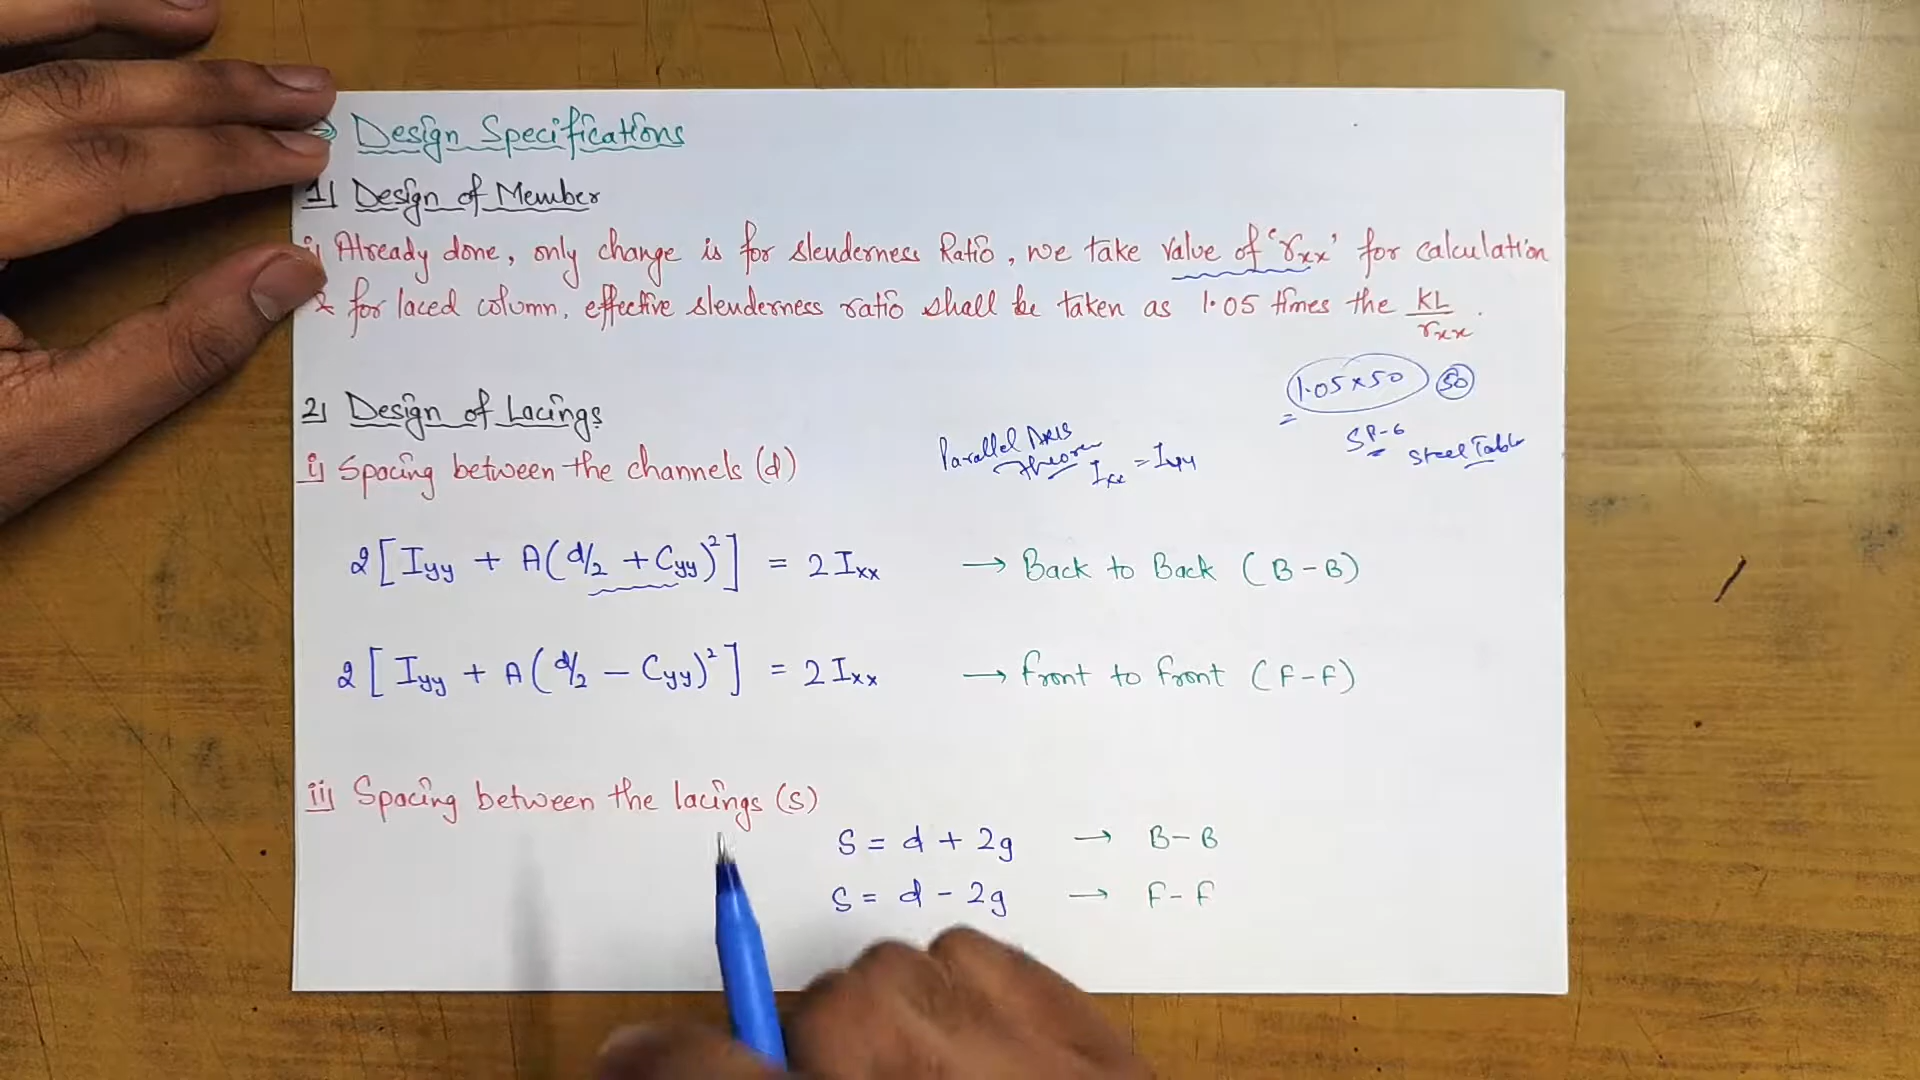 Design Specifications
1) Design of Member
i) Already done, only change is for slenderness Ratio, we take value of 'rxx' for calculation
* for laced column, effective slenderness ratio shall be taken as 1.05 times the KL/rxx.
= 1.05 x 50 50
SP-6 Steel Table
2) Design of Lacings
Parallel Axis
Theorem Ixx = Iyy
i) Spacing between the channels (d)
2[Iyy + A(d/2 + Cyy)²] = 2Ixx → Back to Back (B-B)
2[Iyy + A(d/2 - Cyy)²] = 2Ixx → front to front (F-F)
ii) Spacing between the lacings (S)
S = d + 2g → B-B
S = d - 2g → F-F